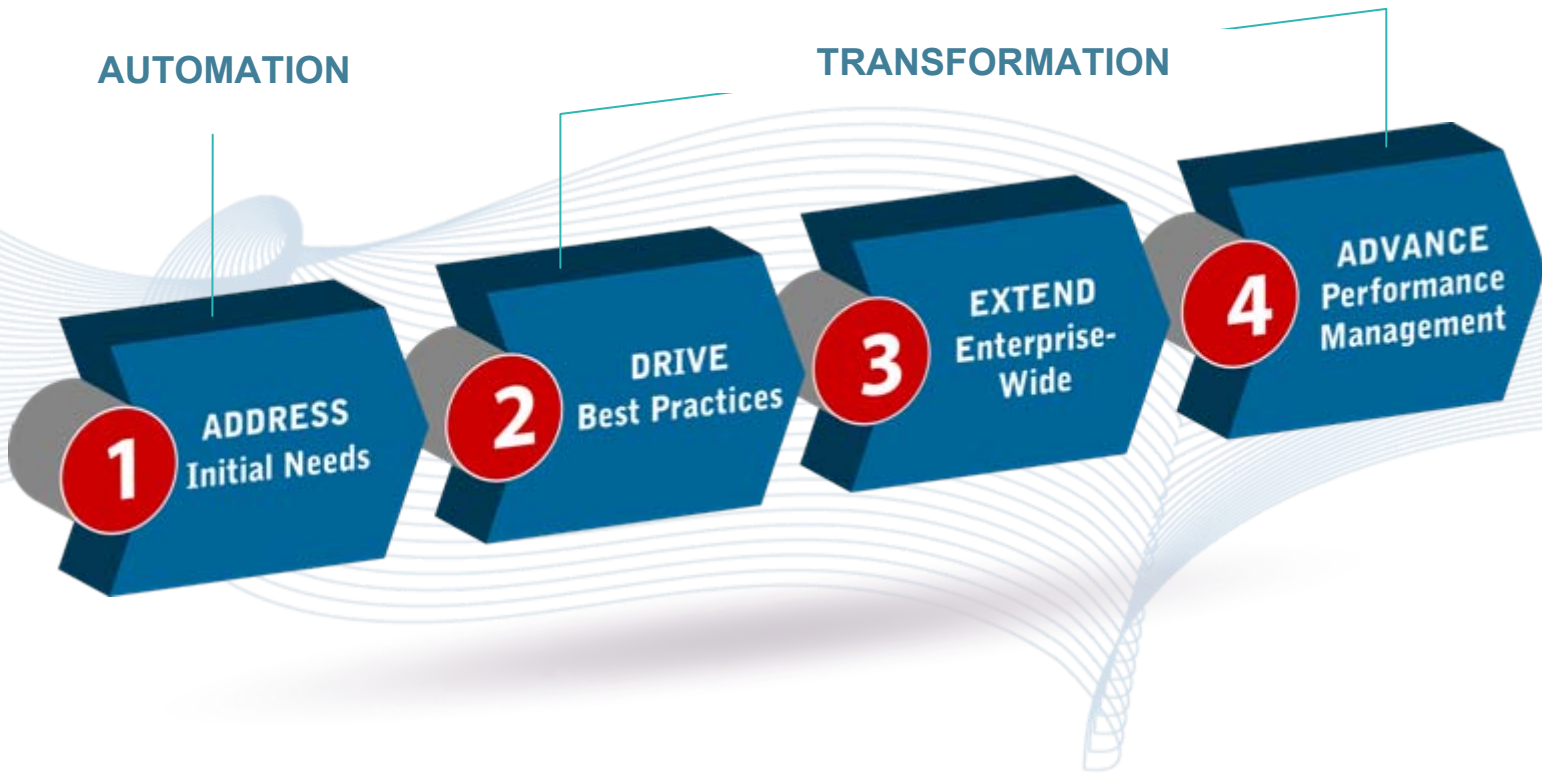 AUTOMATION
TRANSFORMATION
1
ADDRESS
Initial Needs
2
DRIVE
Best Practices
3
EXTEND
Enterprise-
Wide
4
ADVANCE
Performance
Management